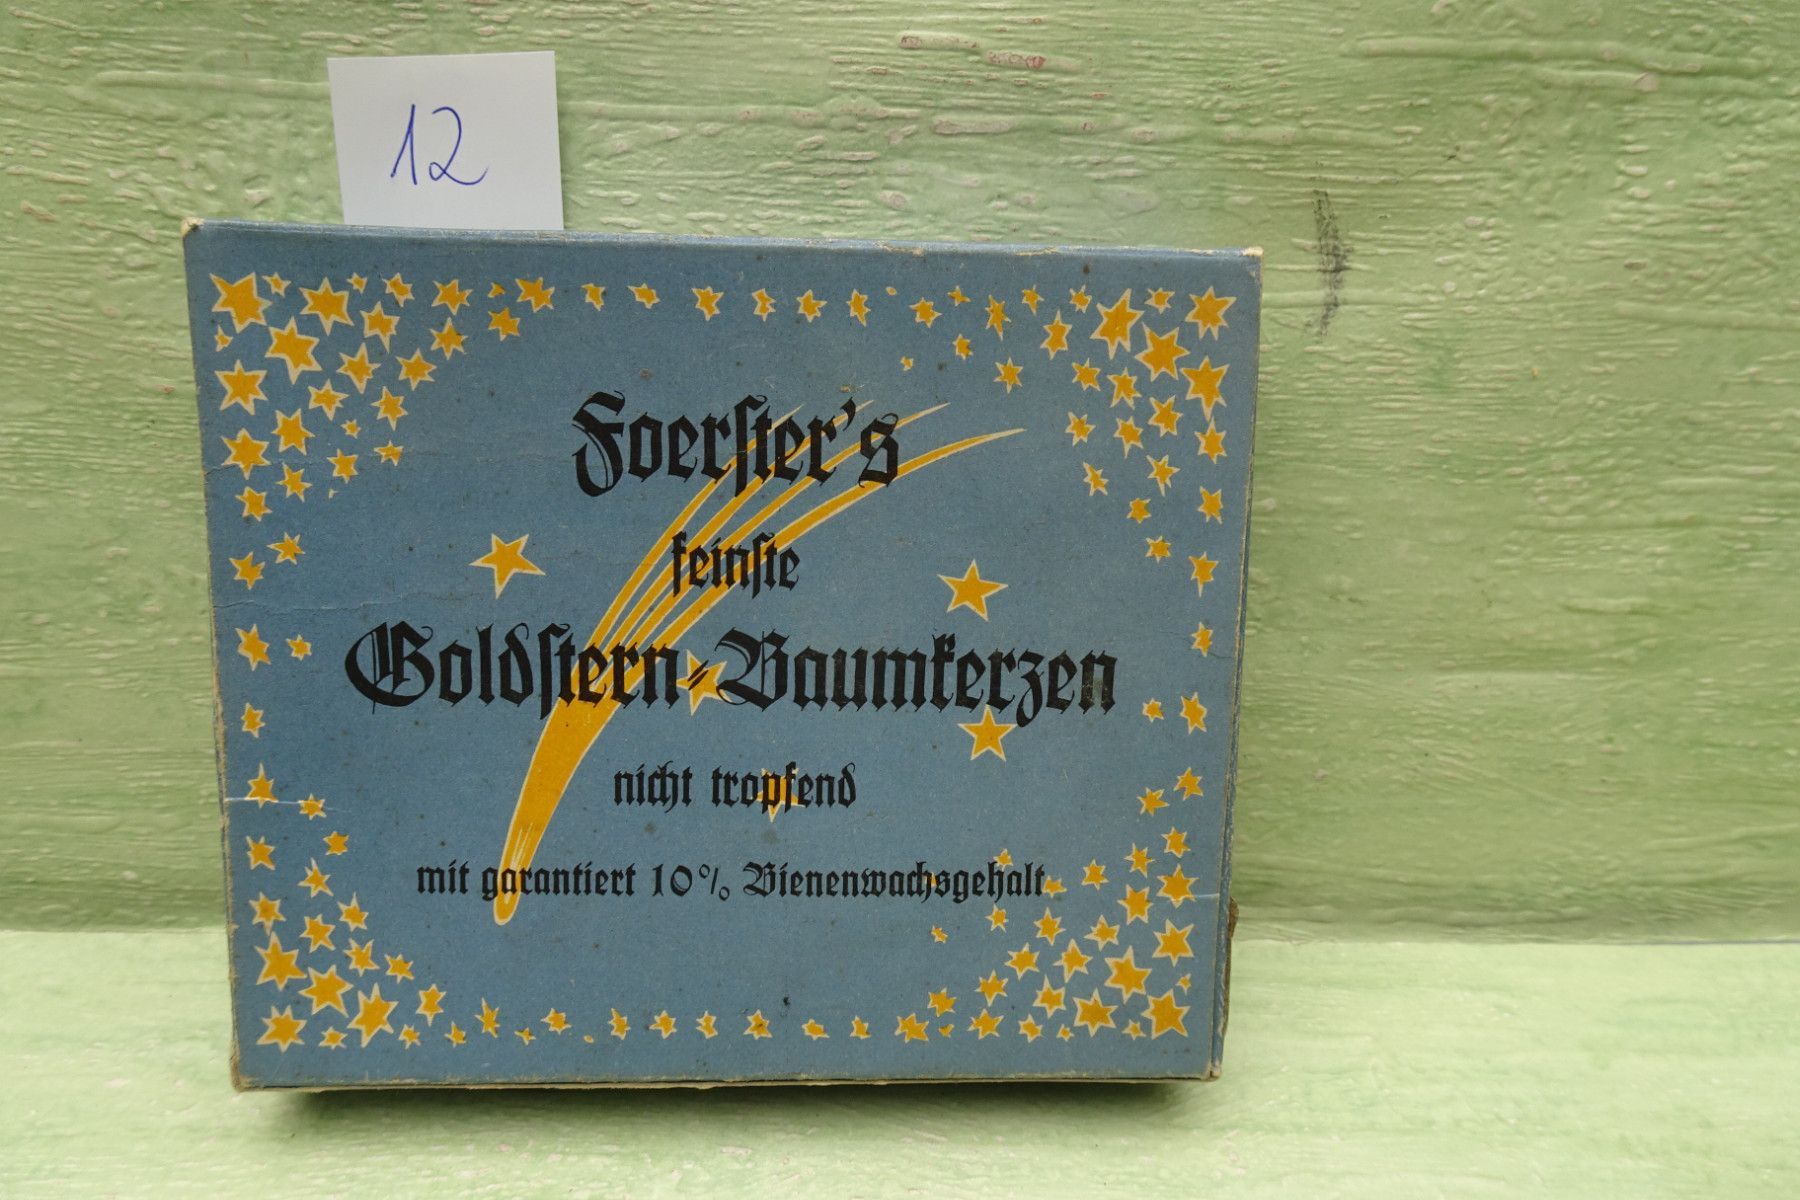 12
Foerſter's
feinſte
Goldſtern-Baumkerzen
nicht tropfend
mit garantiert 10% Bienenwachsgehalt